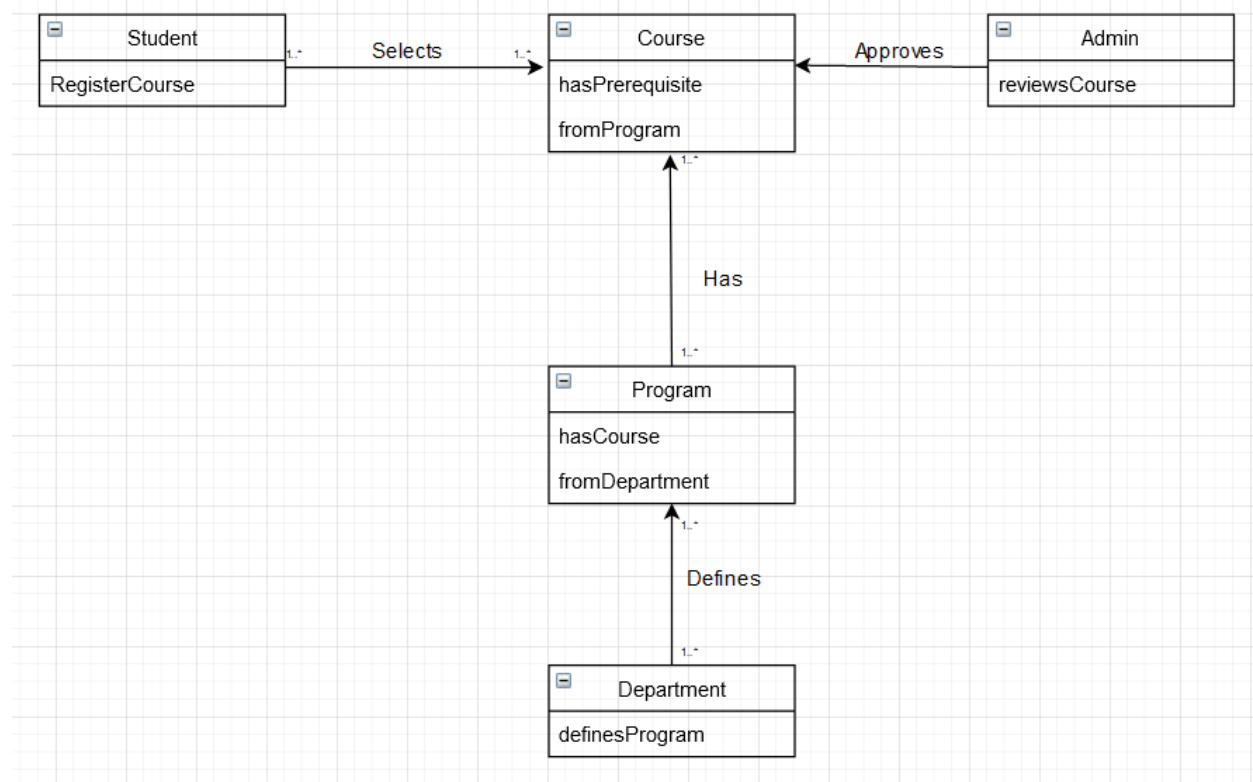 Student
RegisterCourse
1..*
Selects
1..*
Course
hasPrerequisite
fromProgram
Approves
Admin
reviewsCourse
1..*
Has
1..*
Program
hasCourse
fromDepartment
1..*
Defines
1..*
Department
definesProgram